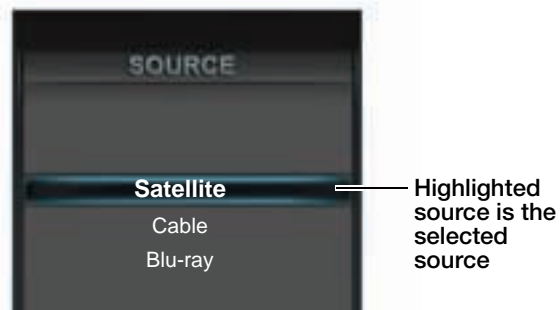 SOURCE
Satellite
Cable
Blu-ray
Highlighted
source is the
selected
source